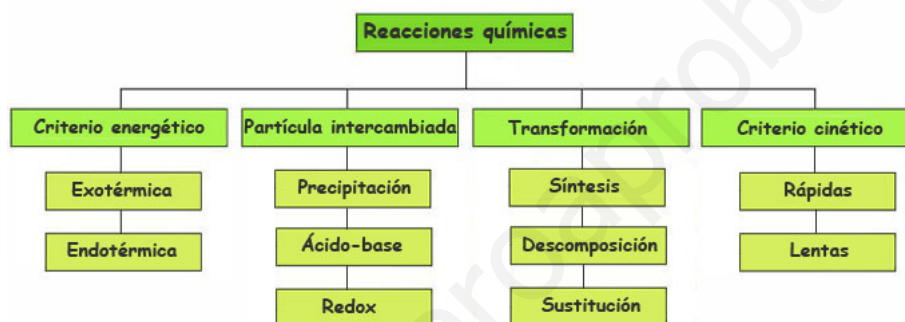 Reacciones químicas
Criterio energético
Partícula intercambiada
Transformación
Criterio cinético
Exotérmica
Precipitación
Síntesis
Rápidas
Endotérmica
Ácido-base
Descomposición
Lentas
Redox
Sustitución